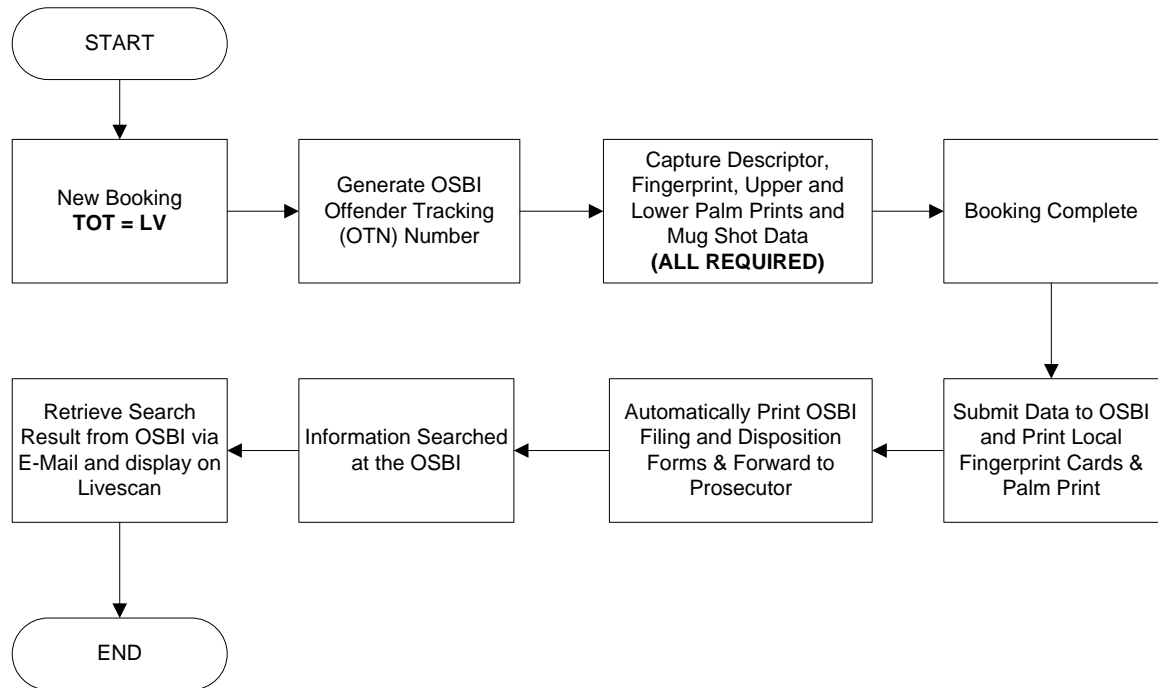 START
New Booking
TOT = LV
Generate OSBI
Offender Tracking
(OTN) Number
Capture Descriptor,
Fingerprint, Upper and
Lower Palm Prints and
Mug Shot Data
(ALL REQUIRED)
Booking Complete
Submit Data to OSBI
and Print Local
Fingerprint Cards &
Palm Print
Automatically Print OSBI
Filing and Disposition
Forms & Forward to
Prosecutor
Information Searched
at the OSBI
Retrieve Search
Result from OSBI via
E-Mail and display on
Livescan
END